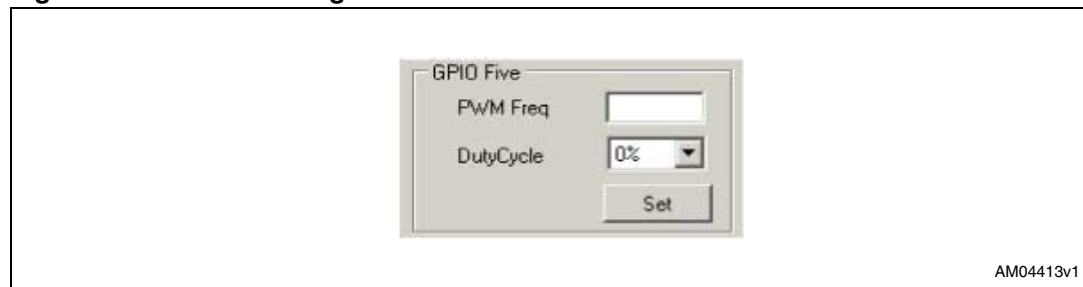 GPIO Five
PWM Freq
DutyCycle 0%
Set
AM04413v1